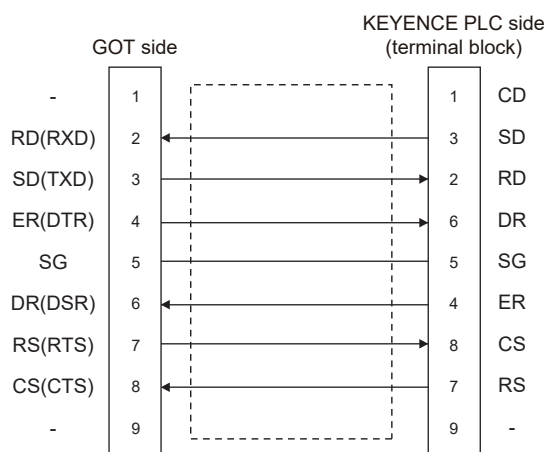 KEYENCE PLC side
GOT side (terminal block)
- 1 1 CD
RD(RXD) 2 3 SD
SD(TXD) 3 2 RD
ER(DTR) 4 6 DR
SG 5 5 SG
DR(DSR) 6 4 ER
RS(RTS) 7 8 CS
CS(CTS) 8 7 RS
- 9 9 -